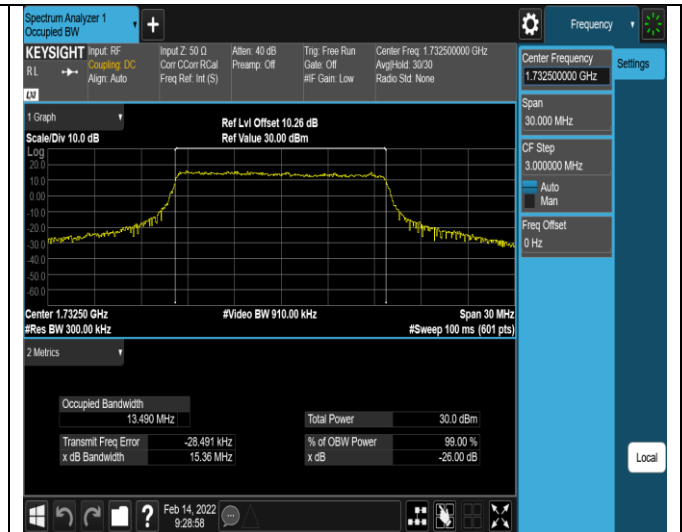 Spectrum Analyzer 1
Occupied BW
+
Frequency
KEYSIGHT
RL
LXI
Input: RF
Coupling: DC
Align: Auto
Input Z: 50 Ω
Corr CCorr RCal
Freq Ref: Int (S)
Atten: 40 dB
Preamp: Off
Trig: Free Run
Gate: Off
#IF Gain: Low
Center Freq: 1.732500000 GHz
Avg|Hold: 30/30
Radio Std: None
Center Frequency
1.732500000 GHz
Settings
Span
30.000 MHz
CF Step
3.000000 MHz
Auto
Man
Freq Offset
0 Hz
1 Graph
Scale/Div 10.0 dB
Ref Lvl Offset 10.26 dB
Ref Value 30.00 dBm
Log
20.0
10.0
0.00
-10.0
-20.0
-30.0
-40.0
-50.0
-60.0
Center 1.73250 GHz
#Res BW 300.00 kHz
#Video BW 910.00 kHz
Span 30 MHz
#Sweep 100 ms (601 pts)
2 Metrics
Occupied Bandwidth
13.490 MHz
Total Power 30.0 dBm
Transmit Freq Error -28.491 kHz
% of OBW Power 99.00 %
x dB Bandwidth 15.36 MHz
x dB -26.00 dB
Local
?
Feb 14, 2022
9:28:58